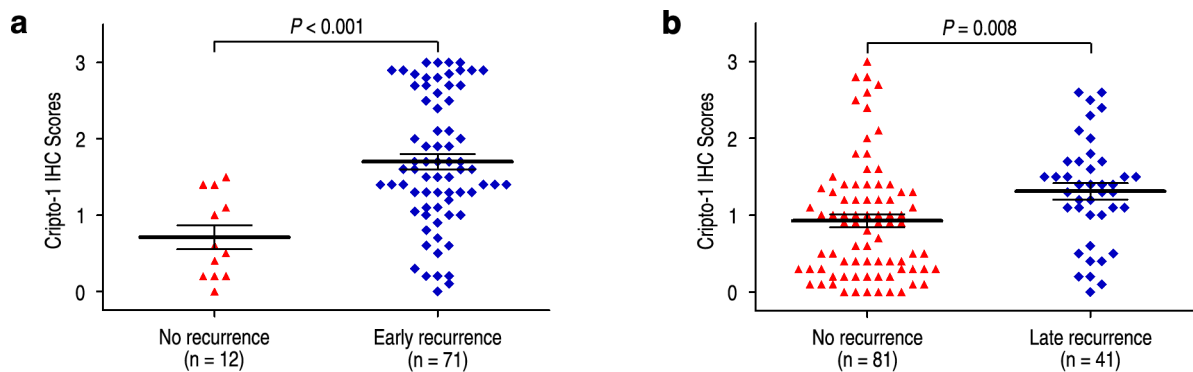 a
P < 0.001
Cripto-1 IHC Scores
3
2
1
0
No recurrence
(n = 12)
Early recurrence
(n = 71)
b
P = 0.008
Cripto-1 IHC Scores
3
2
1
0
No recurrence
(n = 81)
Late recurrence
(n = 41)